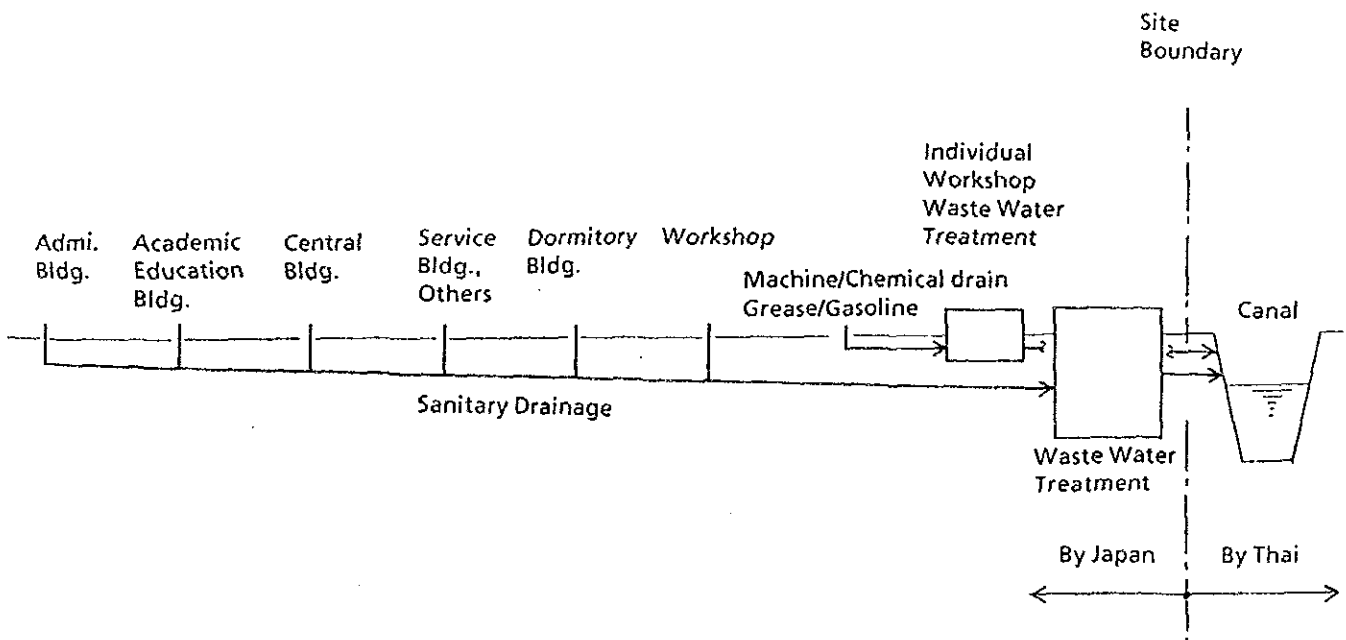 Site
Boundary
Individual
Workshop
Waste Water
Treatment
Admi.
Bldg.
Academic
Education
Bldg.
Central
Bldg.
Service
Bldg.,
Others
Dormitory
Bldg.
Workshop
Machine/Chemical drain
Grease/Gasoline
Canal
Sanitary Drainage
Waste Water
Treatment
By Japan
By Thai